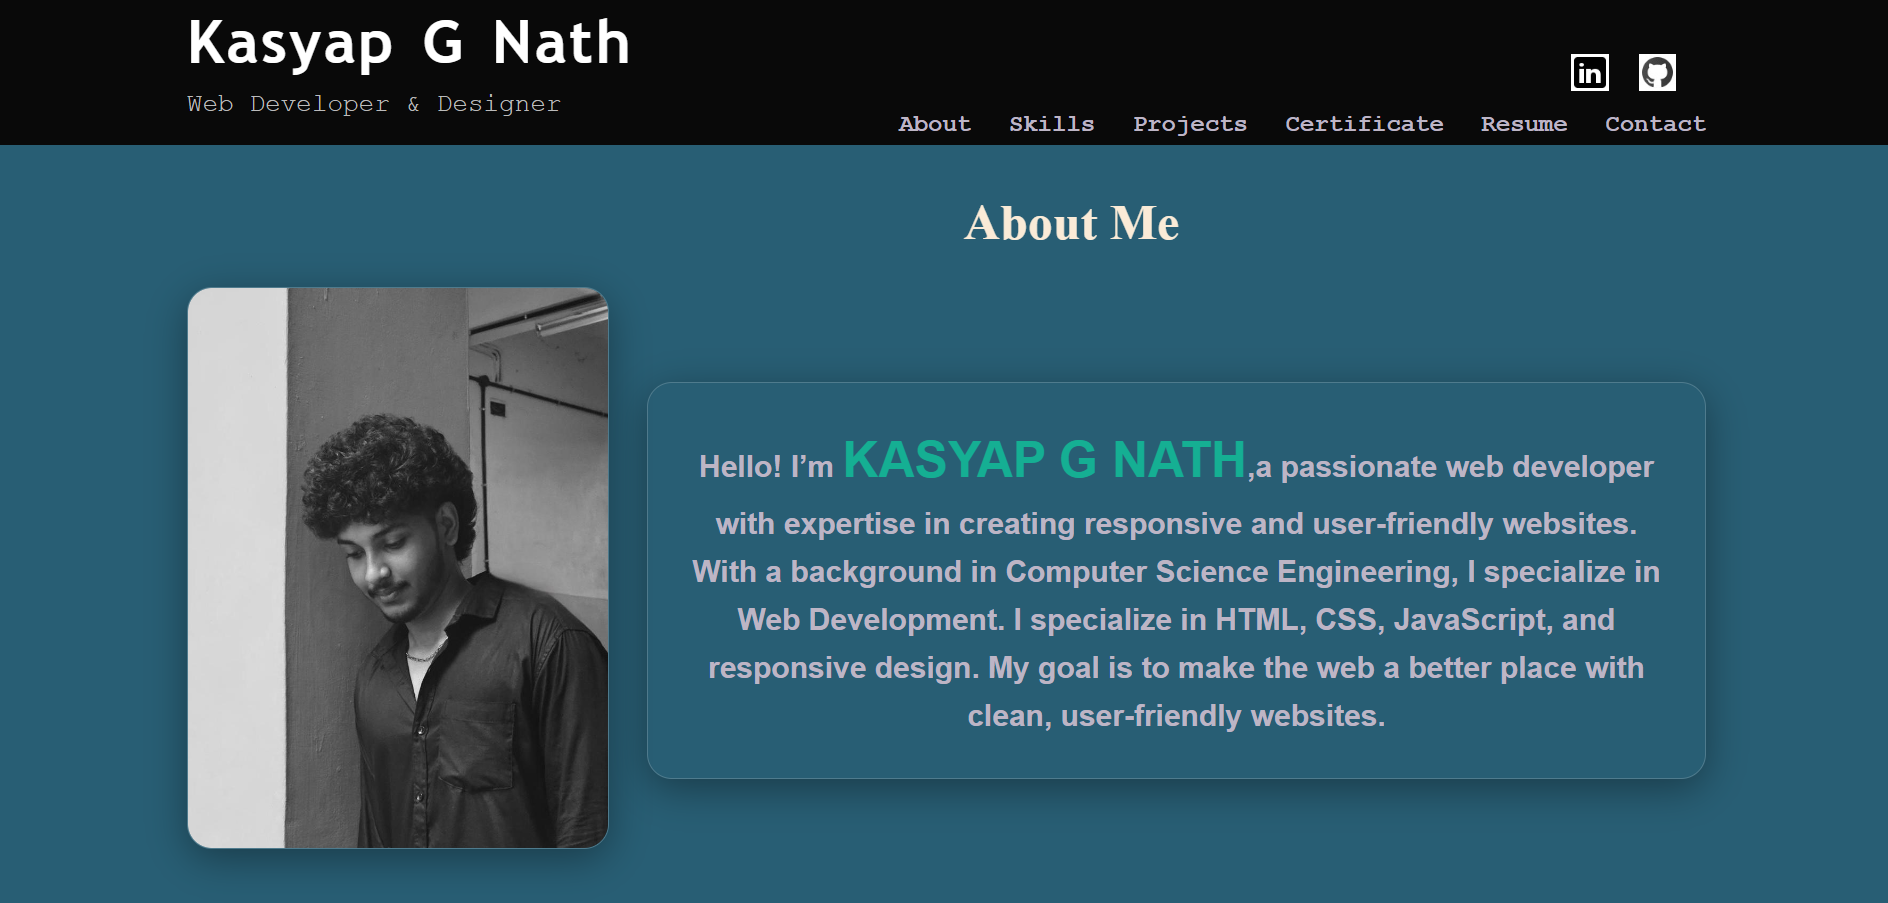 Kasyap G Nath
Web Developer & Designer
in
About Skills Projects Certificate Resume Contact
About Me
Hello! I’m KASYAP G NATH,a passionate web developer
with expertise in creating responsive and user-friendly websites.
With a background in Computer Science Engineering, I specialize in
Web Development. I specialize in HTML, CSS, JavaScript, and
responsive design. My goal is to make the web a better place with
clean, user-friendly websites.